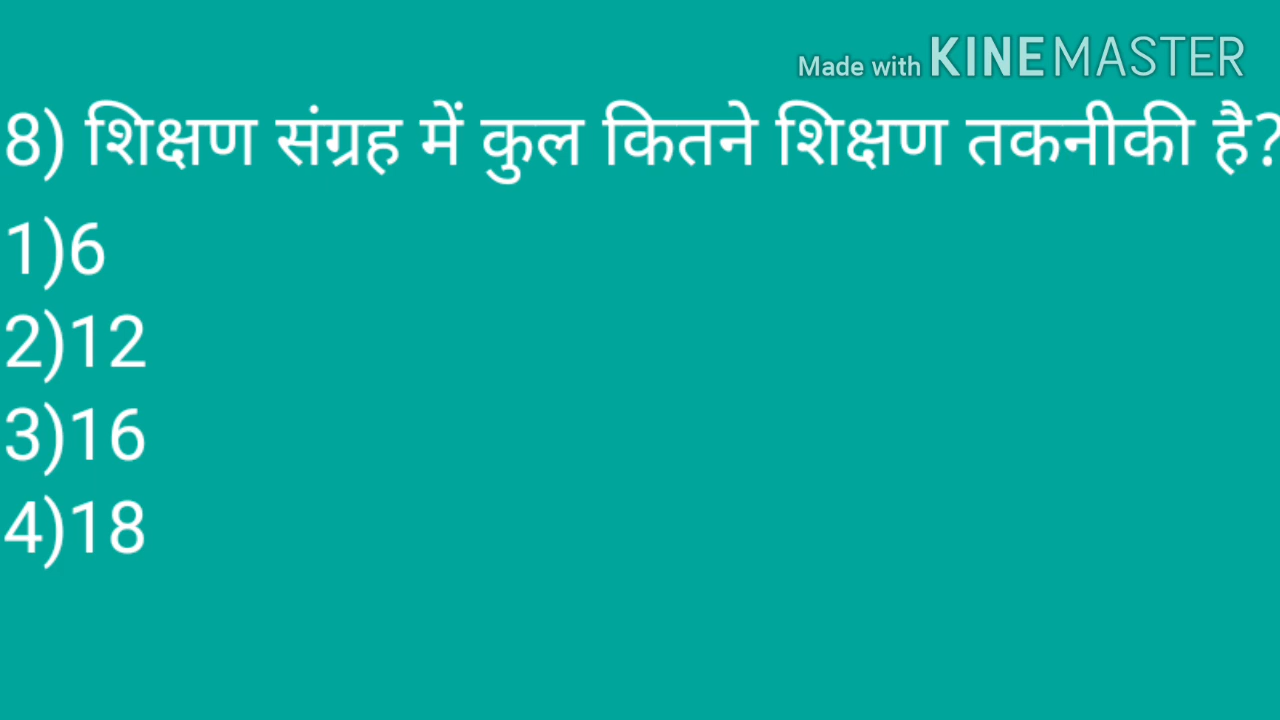 Made with KINEMASTER
8) शिक्षण संग्रह में कुल कितने शिक्षण तकनीकी है?
1)6
2)12
3)16
4)18